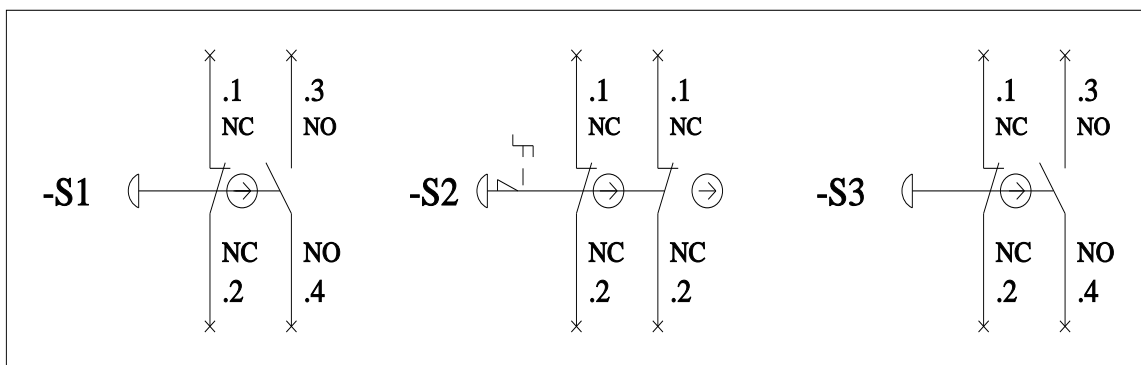 .1 .3 .1 .1 .1 .3
NC NO NC NC NC NO
-S1 -S2 -S3
NC NO NC NC NC NO
.2 .4 .2 .2 .2 .4